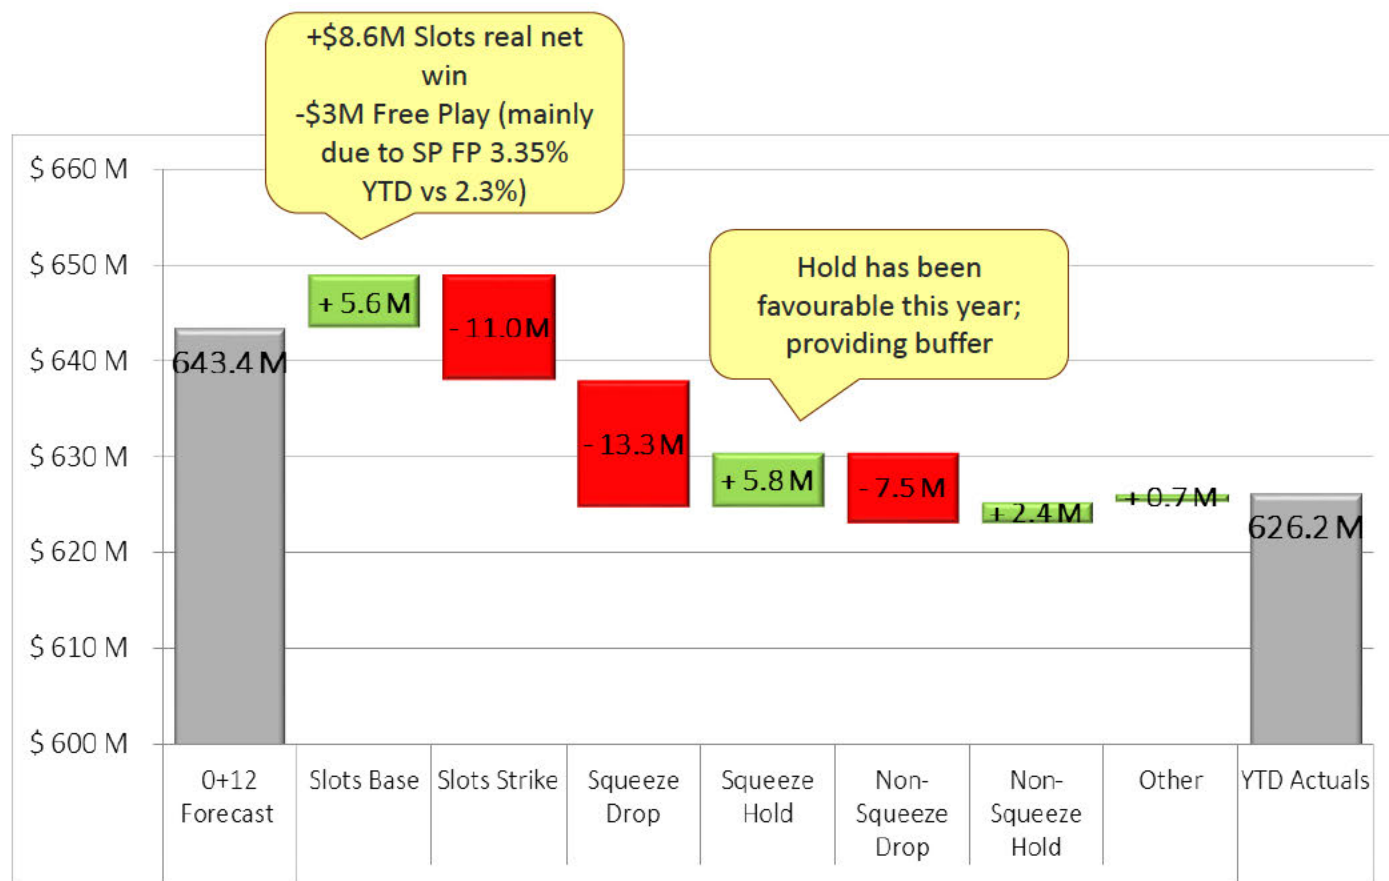 +$8.6M Slots real net
win
-$3M Free Play (mainly
due to SP FP 3.35%
YTD vs 2.3%)
Hold has been
favourable this year;
providing buffer
$ 660 M
$ 650 M
$ 640 M
$ 630 M
$ 620 M
$ 610 M
$ 600 M
643.4 M
+ 5.6 M
- 11.0 M
- 13.3 M
+ 5.8 M
- 7.5 M
+ 2.4 M
+ 0.7 M
626.2 M
0+12
Forecast
Slots Base
Slots Strike
Squeeze
Drop
Squeeze
Hold
Non-
Squeeze
Drop
Non-
Squeeze
Hold
Other
YTD Actuals